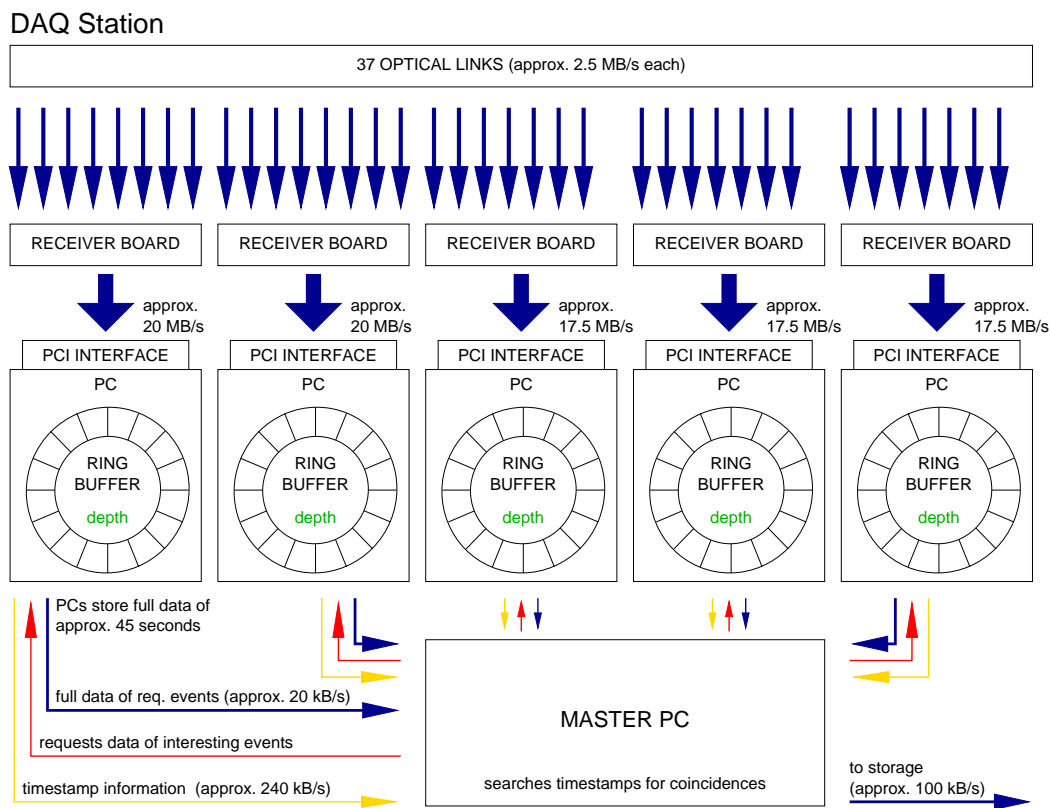 DAQ Station
37 OPTICAL LINKS (approx. 2.5 MB/s each)
RECEIVER BOARD
RECEIVER BOARD
RECEIVER BOARD
RECEIVER BOARD
RECEIVER BOARD
approx.
20 MB/s
approx.
20 MB/s
approx.
17.5 MB/s
approx.
17.5 MB/s
approx.
17.5 MB/s
PCI INTERFACE
PCI INTERFACE
PCI INTERFACE
PCI INTERFACE
PCI INTERFACE
PC
PC
PC
PC
PC
RING
BUFFER
depth
RING
BUFFER
depth
RING
BUFFER
depth
RING
BUFFER
depth
RING
BUFFER
depth
PCs store full data of
approx. 45 seconds
full data of req. events (approx. 20 kB/s)
requests data of interesting events
timestamp information (approx. 240 kB/s)
MASTER PC
searches timestamps for coincidences
to storage
(approx. 100 kB/s)